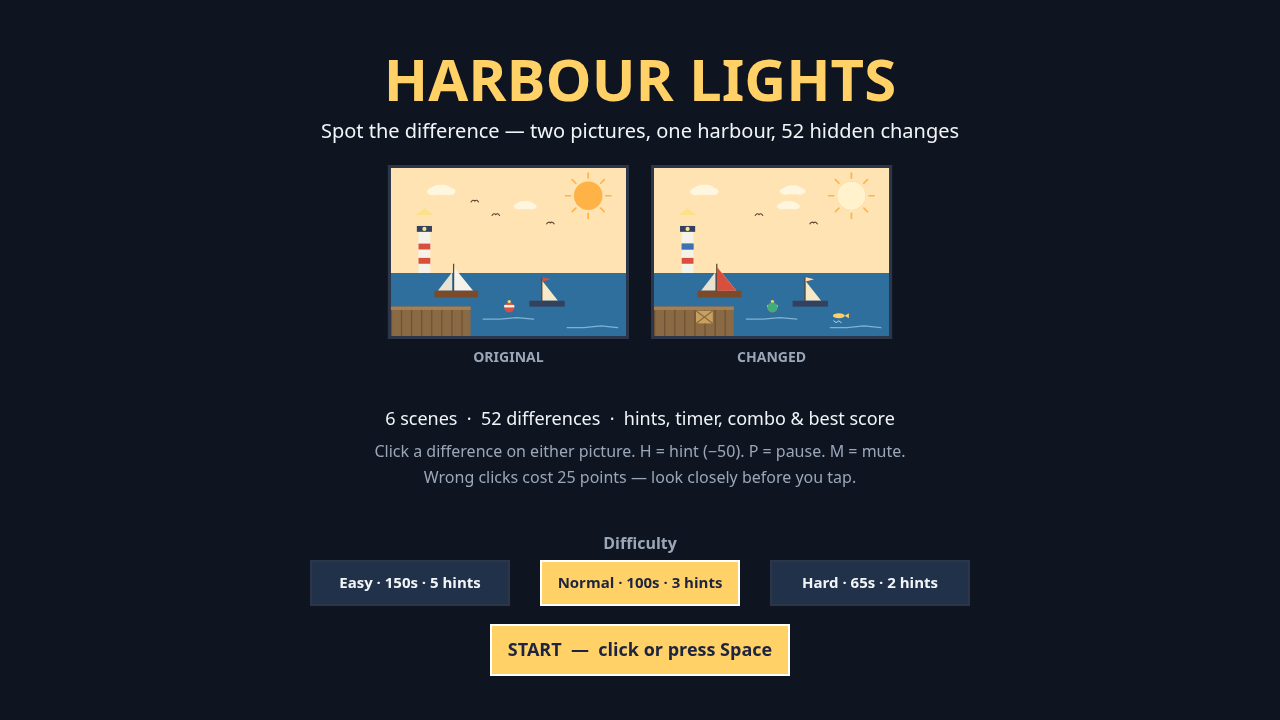 HARBOUR LIGHTS
Spot the difference — two pictures, one harbour, 52 hidden changes
ORIGINAL
CHANGED
6 scenes · 52 differences · hints, timer, combo & best score
Click a difference on either picture. H = hint (−50). P = pause. M = mute.
Wrong clicks cost 25 points — look closely before you tap.
Difficulty
Easy · 150s · 5 hints
Normal · 100s · 3 hints
Hard · 65s · 2 hints
START — click or press Space